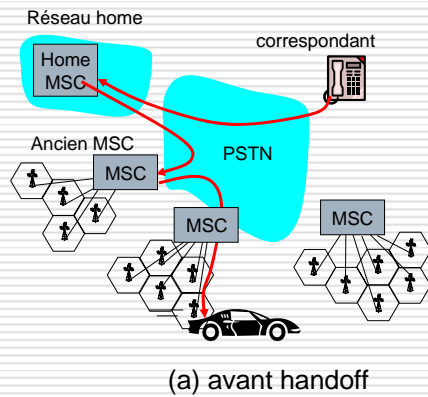 Réseau home
correspondant
Home
MSC
Ancien MSC
PSTN
MSC
MSC
MSC
(a) avant handoff